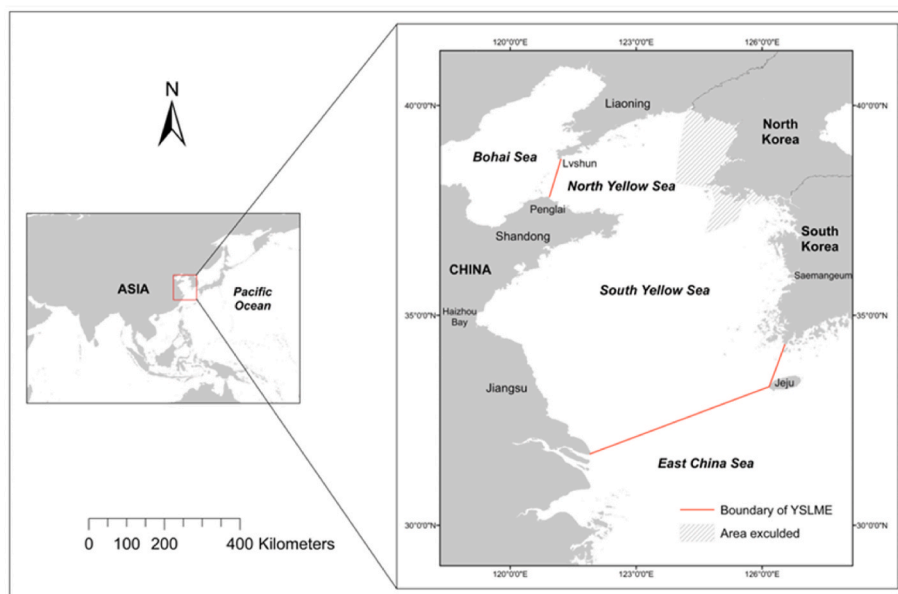 N
ASIA
Pacific
Ocean
0 100 200 400 Kilometers
120°0'0"E 123°0'0"E 126°0'0"E
40°0'0"N
35°0'0"N
30°0'0"N
Liaoning
North
Korea
Bohai Sea
Lvshun
North Yellow Sea
Penglai
Shandong
South
Korea
CHINA
Saemangeum
South Yellow Sea
Haizhou
Bay
Jeju
Jiangsu
East China Sea
Boundary of YSLME
Area exculded
40°0'0"N
35°0'0"N
30°0'0"N
120°0'0"E 123°0'0"E 126°0'0"E